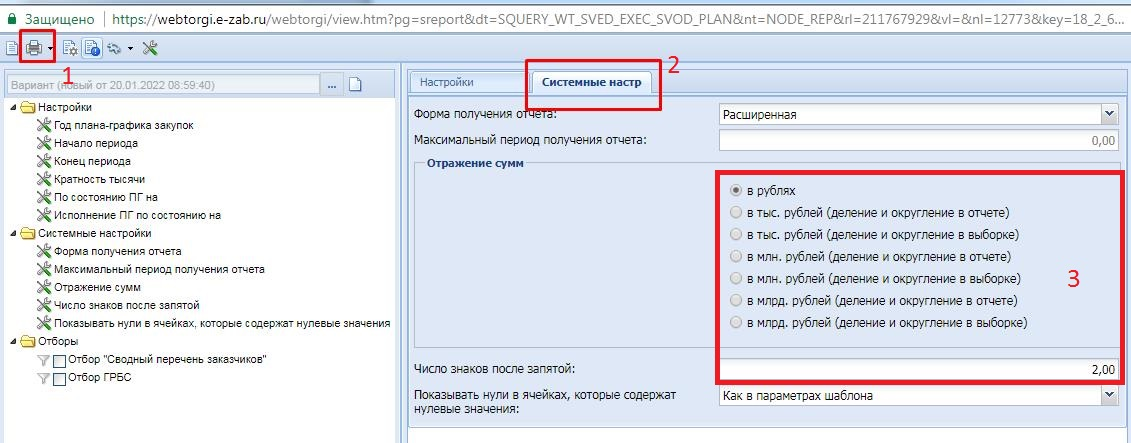 Защищено https://webtorgi.e-zab.ru/webtorgi/view.htm?pg=sreport&dt=SQUERY_WT_SVED_EXEC_SVOD_PLAN&nt=NODE_REP&rl=211767929&vl=&nl=12773&key=18_2_6...
1
2
Вариант (новый от 20.01.2022 08:59:40) ...
Настройки
Год плана-графика закупок
Начало периода
Конец периода
Кратность тысячи
По состоянию ПГ на
Исполнение ПГ по состоянию на
Системные настройки
Форма получения отчета
Максимальный период получения отчета
Отражение сумм
Число знаков после запятой
Показывать нули в ячейках, которые содержат нулевые значения
Отборы
Отбор "Сводный перечень заказчиков"
Отбор ГРБС
Настройки Системные настр
Форма получения отчета: Расширенная
Максимальный период получения отчета: 0,00
Отражение сумм
в рублях
в тыс. рублей (деление и округление в отчете)
в тыс. рублей (деление и округление в выборке)
в млн. рублей (деление и округление в отчете)
в млн. рублей (деление и округление в выборке)
3
в млрд. рублей (деление и округление в отчете)
в млрд. рублей (деление и округление в выборке)
Число знаков после запятой: 2,00
Показывать нули в ячейках, которые содержат Как в параметрах шаблона
нулевые значения: